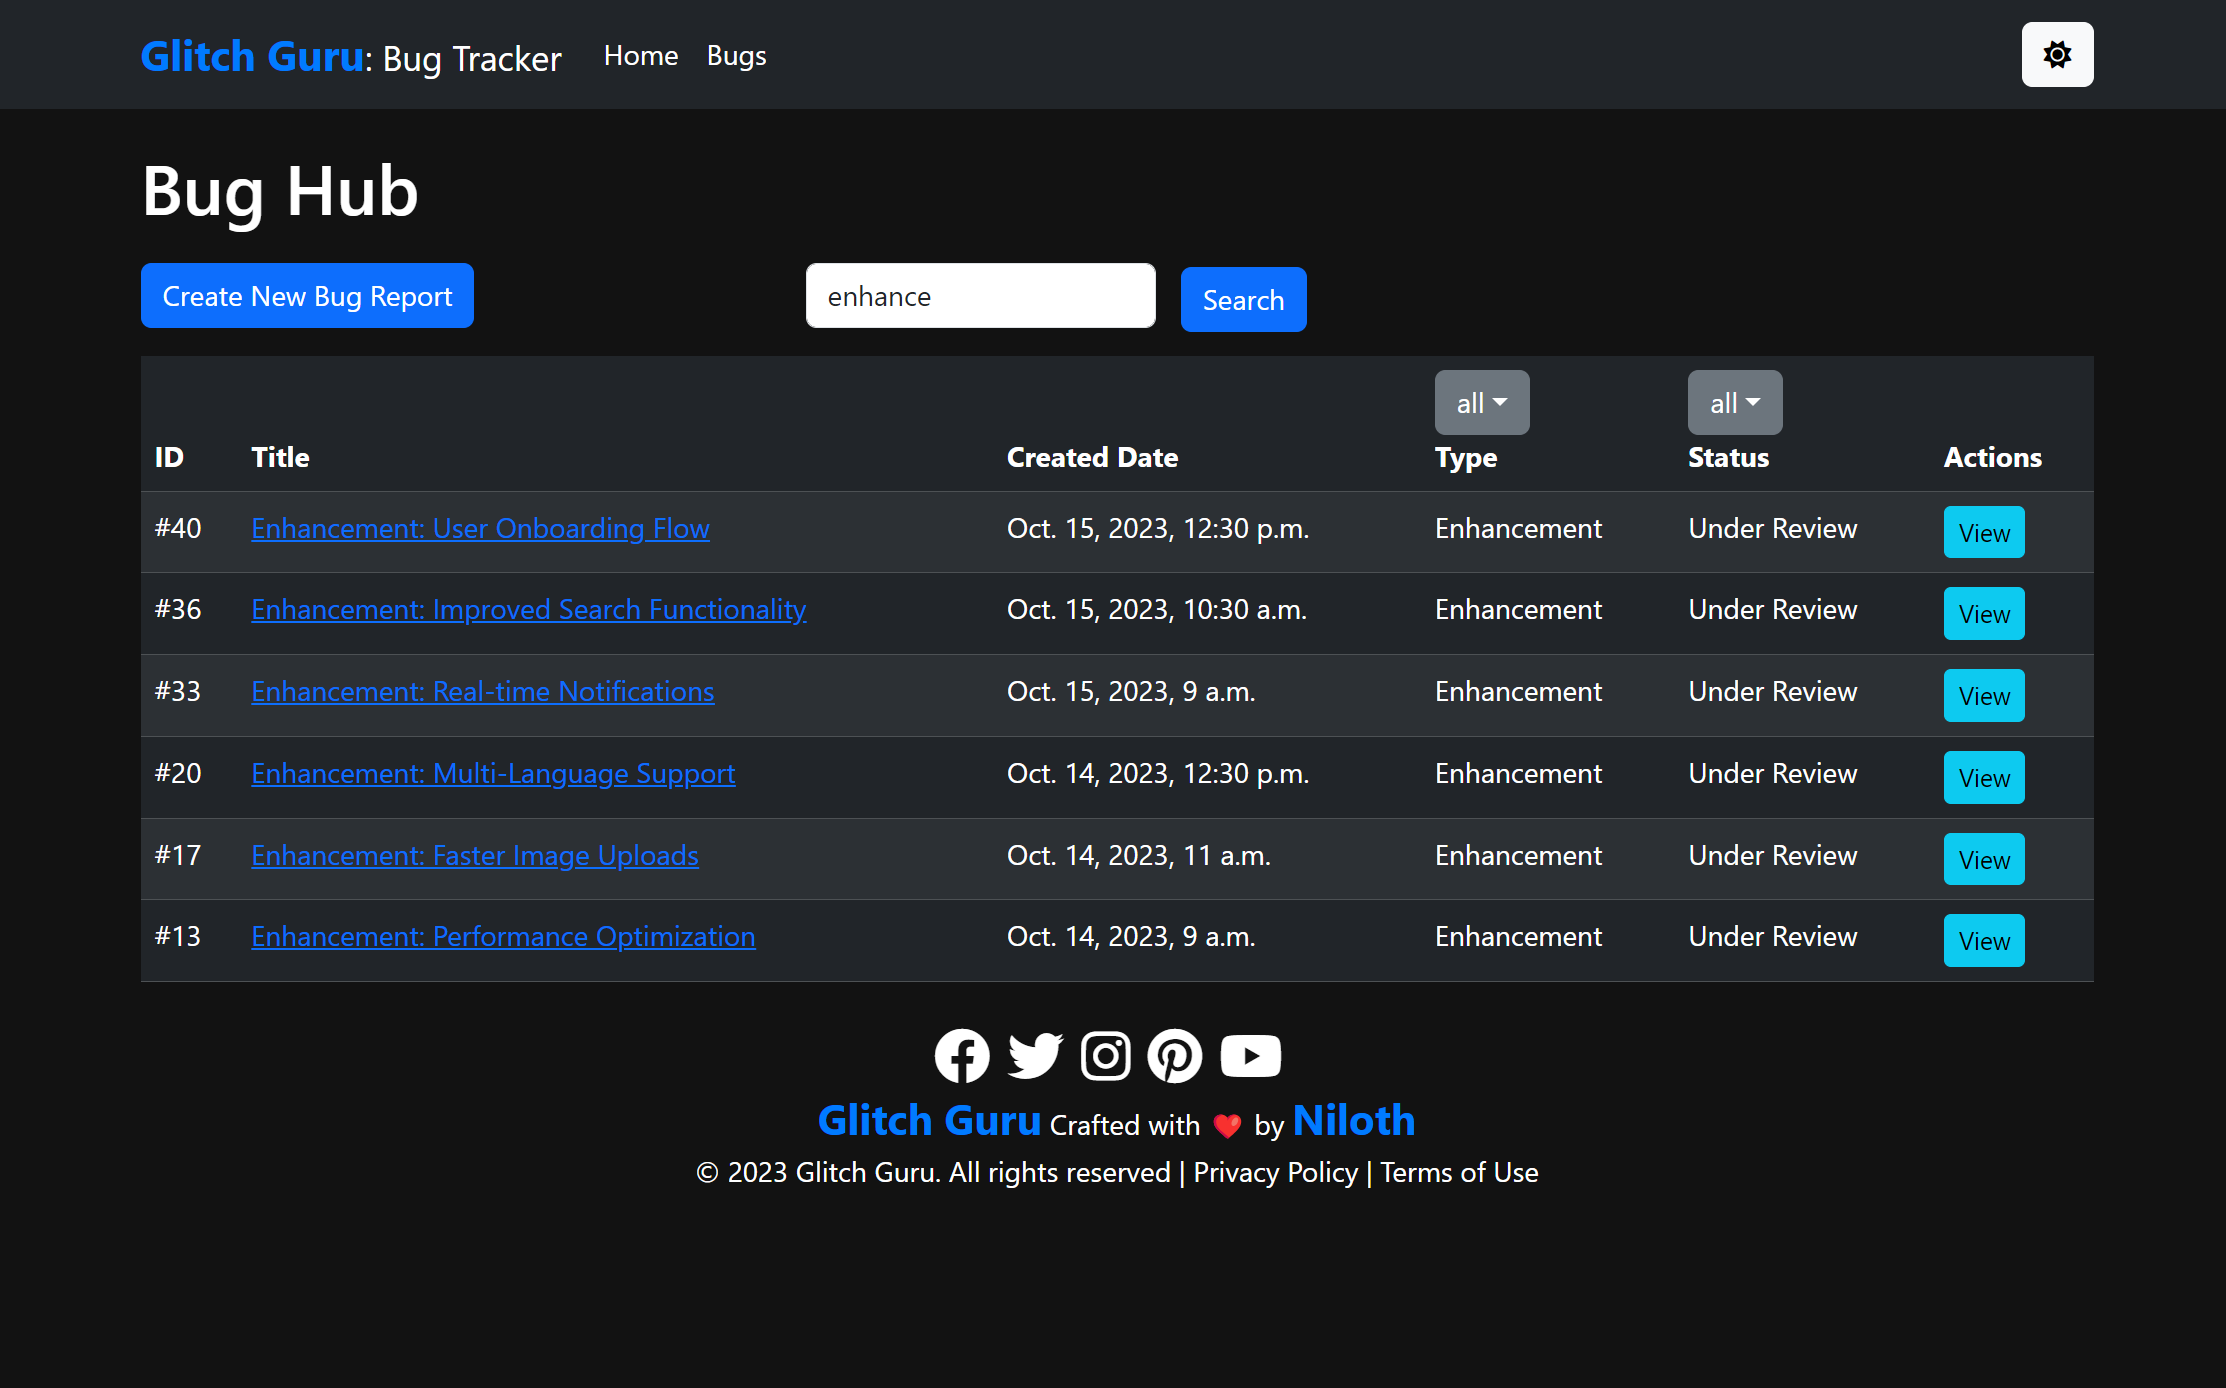 Glitch Guru: Bug Tracker Home Bugs
Bug Hub
Create New Bug Report enhance Search
all all
ID Title Created Date Type Status Actions
#40 Enhancement: User Onboarding Flow Oct. 15, 2023, 12:30 p.m. Enhancement Under Review View
#36 Enhancement: Improved Search Functionality Oct. 15, 2023, 10:30 a.m. Enhancement Under Review View
#33 Enhancement: Real-time Notifications Oct. 15, 2023, 9 a.m. Enhancement Under Review View
#20 Enhancement: Multi-Language Support Oct. 14, 2023, 12:30 p.m. Enhancement Under Review View
#17 Enhancement: Faster Image Uploads Oct. 14, 2023, 11 a.m. Enhancement Under Review View
#13 Enhancement: Performance Optimization Oct. 14, 2023, 9 a.m. Enhancement Under Review View
Glitch Guru Crafted with ❤️ by Niloth
© 2023 Glitch Guru. All rights reserved | Privacy Policy | Terms of Use